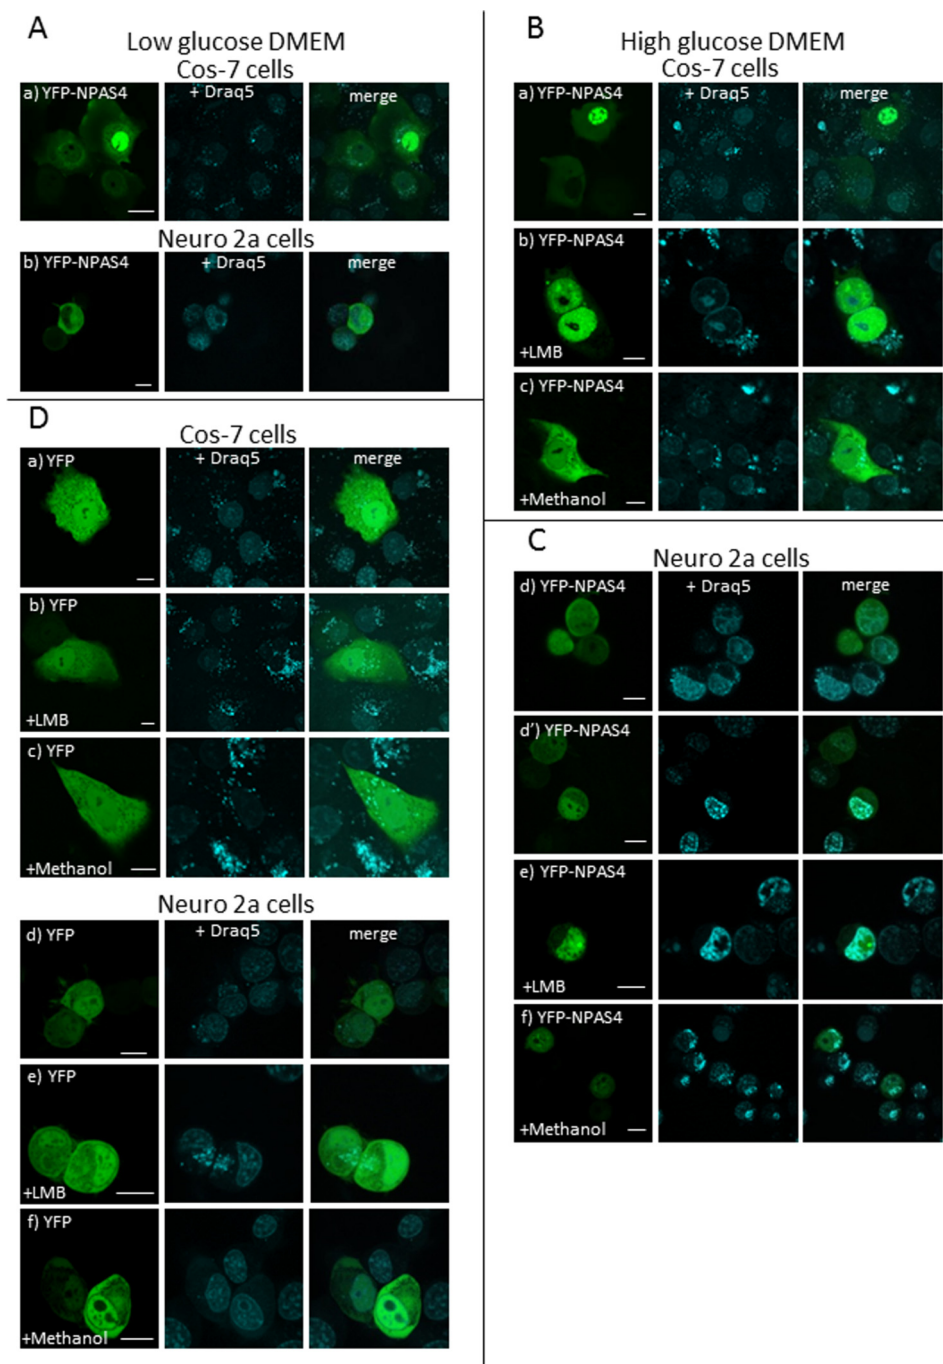 A
Low glucose DMEM
Cos-7 cells
a) YFP-NPAS4
+ Draq5
merge
Neuro 2a cells
b) YFP-NPAS4
+ Draq5
merge
B
High glucose DMEM
Cos-7 cells
a) YFP-NPAS4
+ Draq5
merge
b) YFP-NPAS4
+LMB
c) YFP-NPAS4
+Methanol
D
Cos-7 cells
a) YFP
+ Draq5
merge
b) YFP
+LMB
c) YFP
+Methanol
Neuro 2a cells
d) YFP
+ Draq5
merge
e) YFP
+LMB
f) YFP
+Methanol
C
Neuro 2a cells
d) YFP-NPAS4
+ Draq5
merge
d') YFP-NPAS4
e) YFP-NPAS4
+LMB
f) YFP-NPAS4
+Methanol